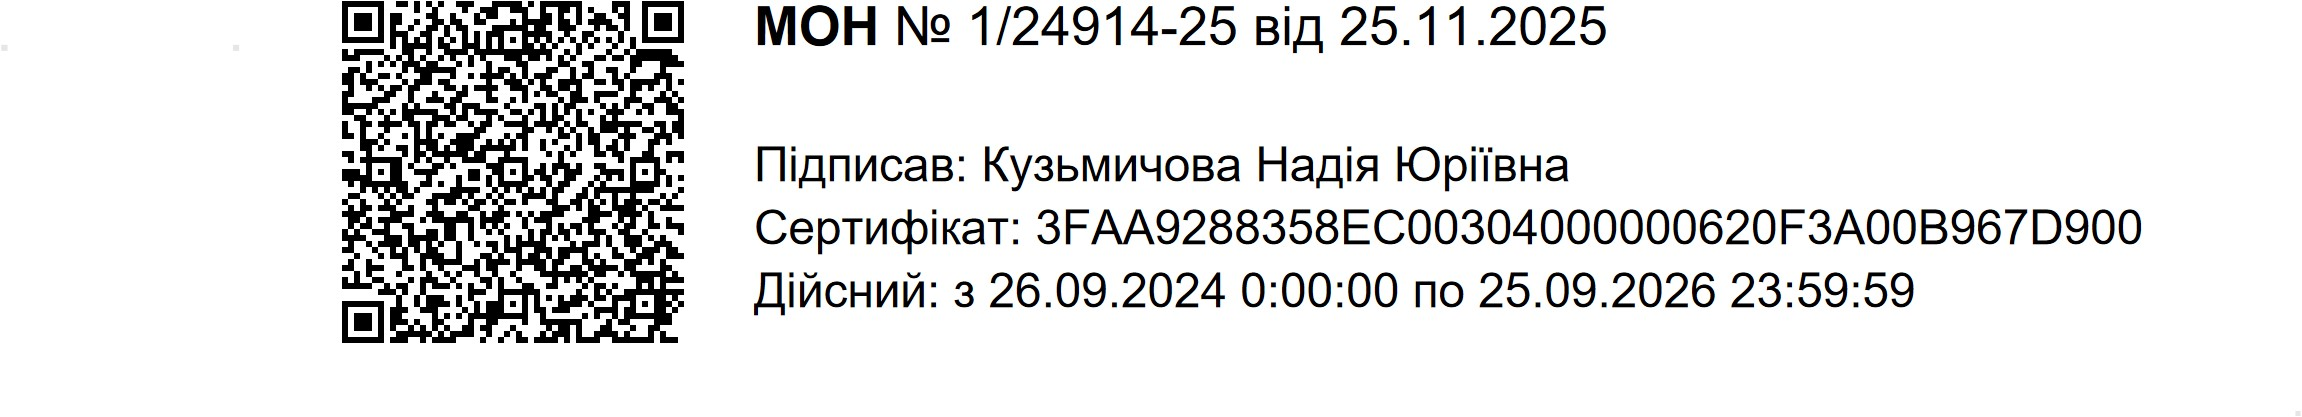 МОН № 1/24914-25 від 25.11.2025
Підписав: Кузьмичова Надія Юріївна
Сертифікат: 3FAA9288358EC00304000000620F3A00B967D900
Дійсний: з 26.09.2024 0:00:00 по 25.09.2026 23:59:59